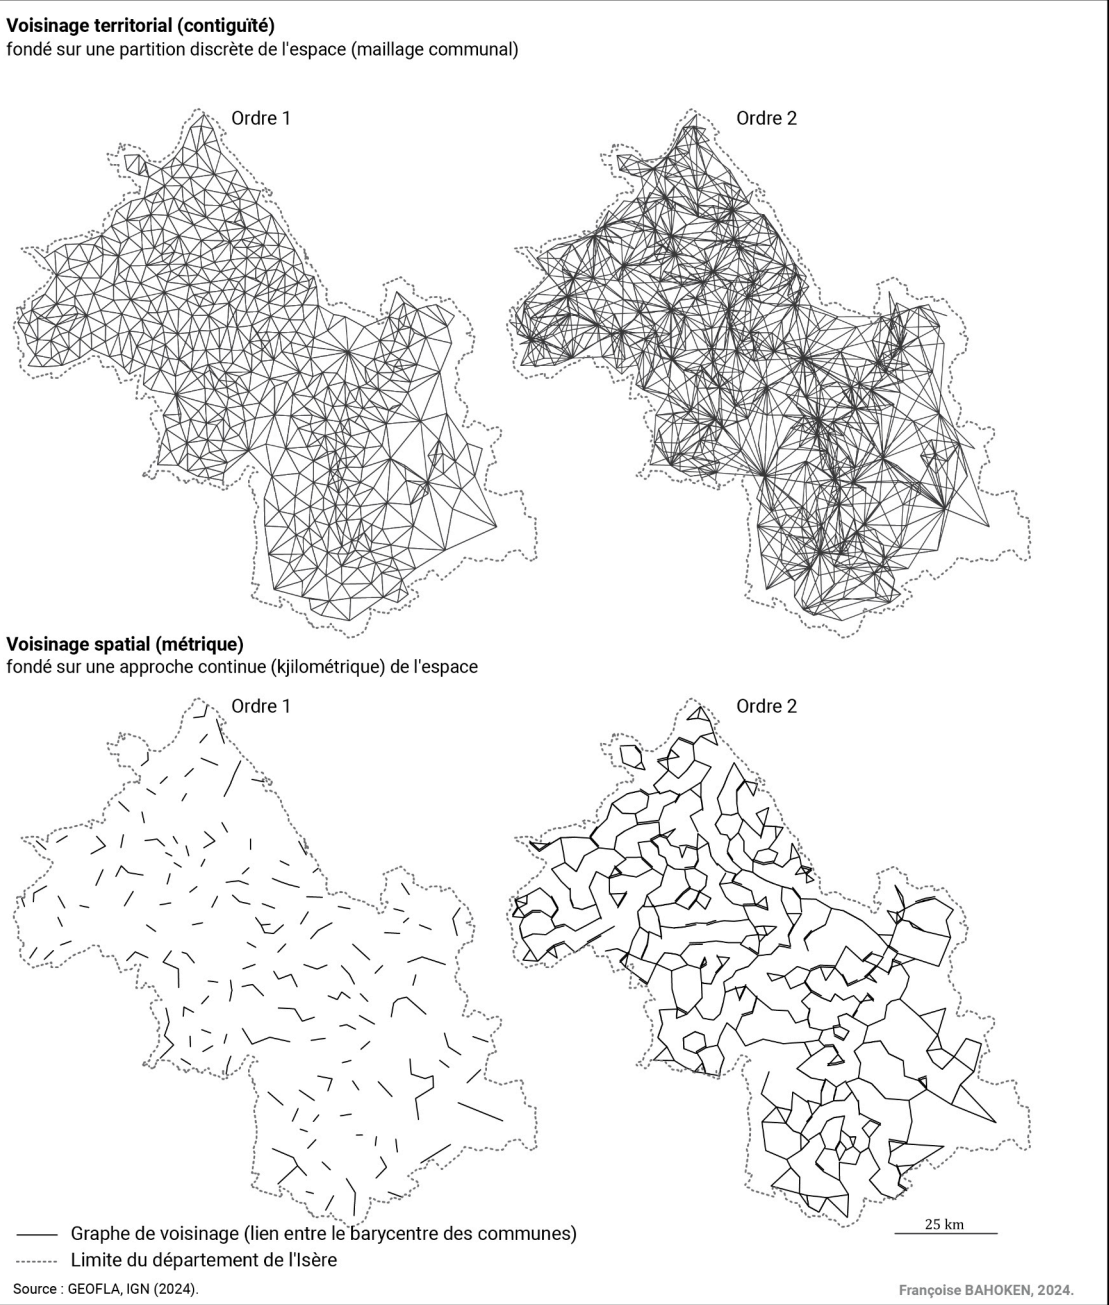 Voisinage territorial (contiguïté)
fondé sur une partition discrète de l'espace (maillage communal)
Ordre 1
Ordre 2
Voisinage spatial (métrique)
fondé sur une approche continue (kjilométrique) de l'espace
Ordre 1
Ordre 2
25 km
Graphe de voisinage (lien entre le barycentre des communes)
Limite du département de l'Isère
Source : GEOFLA, IGN (2024).
Françoise BAHOKEN, 2024.